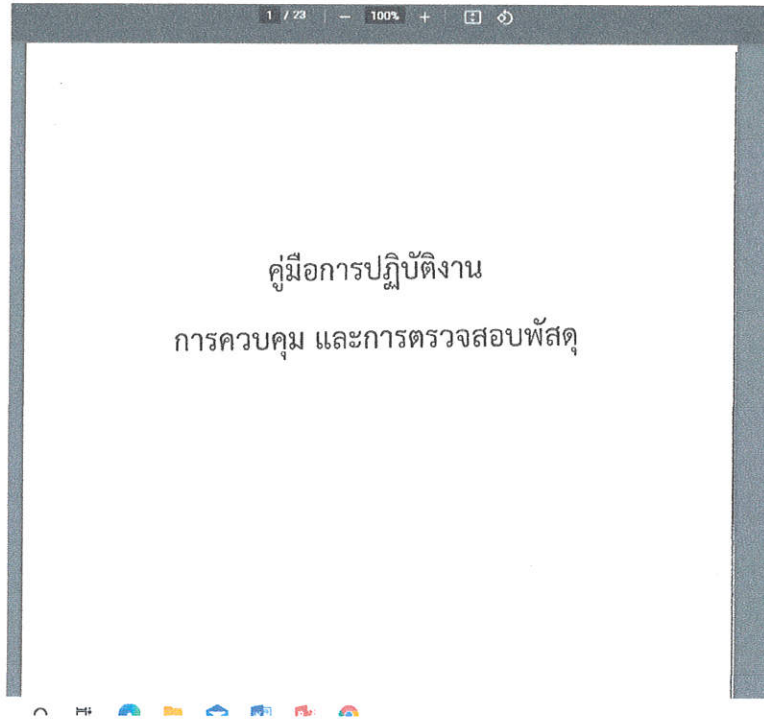 1 / 23 | − 100% +
คู่มือการปฏิบัติงาน
การควบคุม และการตรวจสอบพัสดุ